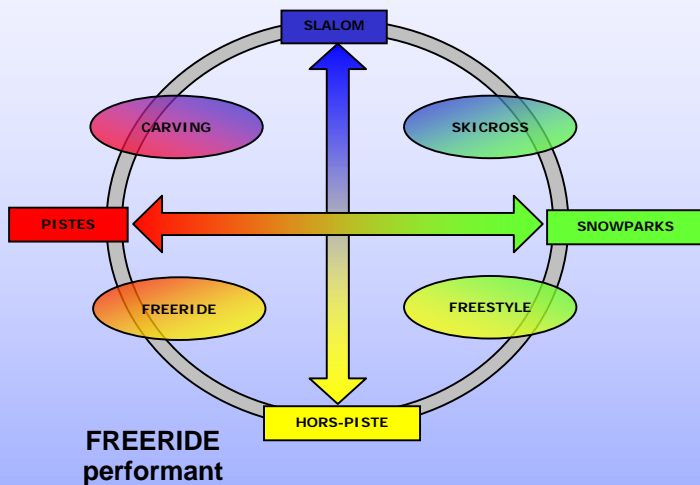 SLALOM
CARVING
SKICROSS
PISTES
SNOWPARKS
FREERIDE
FREESTYLE
HORS-PISTE
FREERIDE
performant